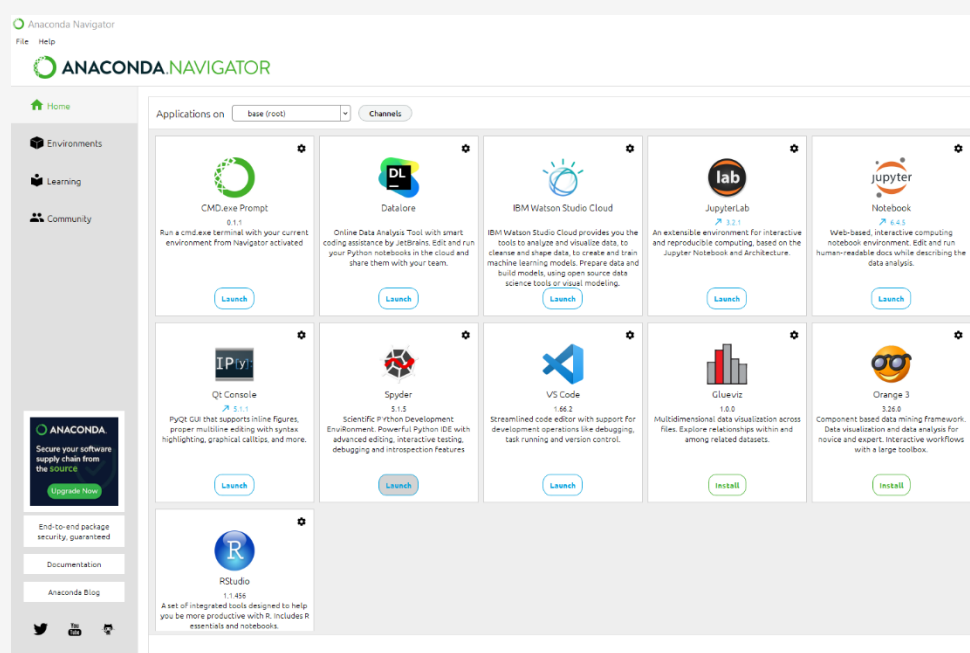 Anaconda Navigator
File Help
ANACONDA.NAVIGATOR
Home
Environments
Learning
Community
ANACONDA.
Secure your software
supply chain from
the source
Upgrade Now
End-to-end package
security, guaranteed
Documentation
Anaconda Blog
You
Tube
Applications on base (root) Channels
CMD.exe Prompt
0.1.1
Run a cmd.exe terminal with your current
environment from Navigator activated
Launch
DL
Datalore
Online Data Analysis Tool with smart
coding assistance by JetBrains. Edit and run
your Python notebooks in the cloud and
share them with your team.
Launch
IBM Watson Studio Cloud
IBM Watson Studio Cloud provides you the
tools to analyze and visualize data, to
cleanse and shape data, to create and train
machine learning models. Prepare data and
build models, using open source data
science tools or visual modeling.
Launch
lab
JupyterLab
3.2.1
An extensible environment for interactive
and reproducible computing, based on the
Jupyter Notebook and Architecture.
Launch
jupyter
Notebook
6.4.5
Web-based, interactive computing
notebook environment. Edit and run
human-readable docs while describing the
data analysis.
Launch
IP[y]:
Qt Console
5.1.1
PyQt GUI that supports inline figures,
proper multiline editing with syntax
highlighting, graphical calltips, and more.
Launch
Spyder
5.1.5
Scientific PYthon Development
EnviRonment. Powerful Python IDE with
advanced editing, interactive testing,
debugging and introspection features
Launch
VS Code
1.66.2
Streamlined code editor with support for
development operations like debugging,
task running and version control.
Launch
Glueviz
1.0.0
Multidimensional data visualization across
files. Explore relationships within and
among related datasets.
Install
Orange 3
3.26.0
Component based data mining framework.
Data visualization and data analysis for
novice and expert. Interactive workflows
with a large toolbox.
Install
R
RStudio
1.1.456
A set of integrated tools designed to help
you be more productive with R. Includes R
essentials and notebooks.